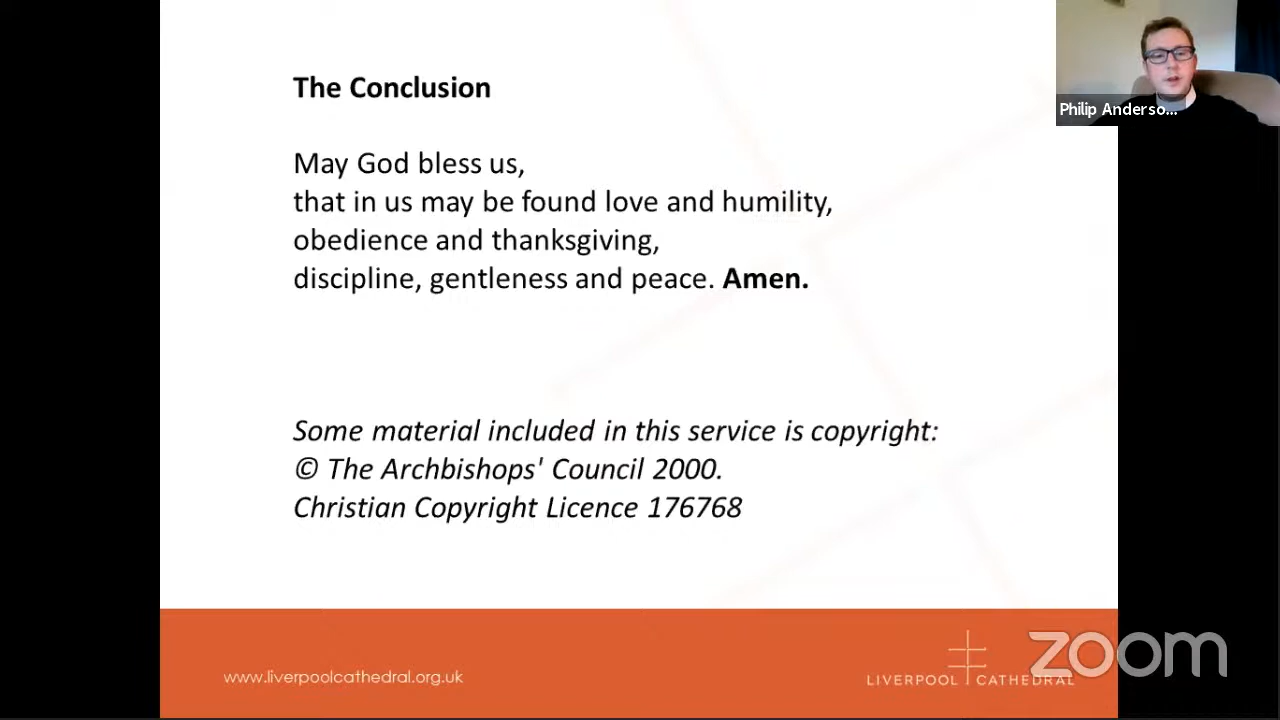 The Conclusion
May God bless us,
that in us may be found love and humility,
obedience and thanksgiving,
discipline, gentleness and peace. Amen.
Some material included in this service is copyright:
© The Archbishops' Council 2000.
Christian Copyright Licence 176768
Philip Anderso...
www.liverpoolcathedral.org.uk
LIVERPOOL CATHEDRAL
zoom